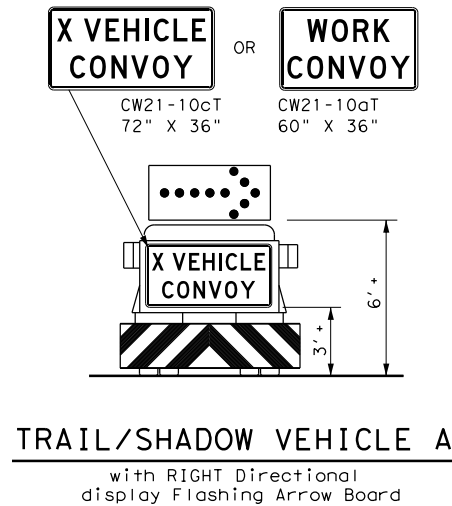 X VEHICLE
CONVOY
OR
WORK
CONVOY
CW21-10cT
72" X 36"
CW21-10aT
60" X 36"
X VEHICLE
CONVOY
6'+
3'+
TRAIL/SHADOW VEHICLE A
with RIGHT Directional
display Flashing Arrow Board